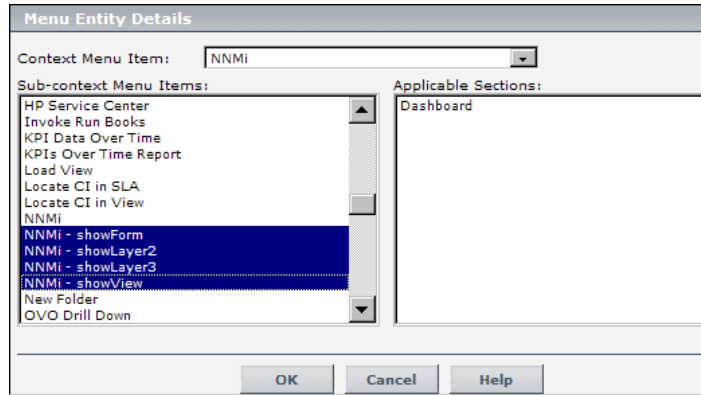 Menu Entity Details
Context Menu Item: NNMi
Sub-context Menu Items:
HP Service Center
Invoke Run Books
KPI Data Over Time
KPIs Over Time Report
Load View
Locate CI in SLA
Locate CI in View
NNMi
NNMi - showForm
NNMi - showLayer2
NNMi - showLayer3
NNMi - showView
New Folder
OVO Drill Down
Applicable Sections:
Dashboard
OK Cancel Help